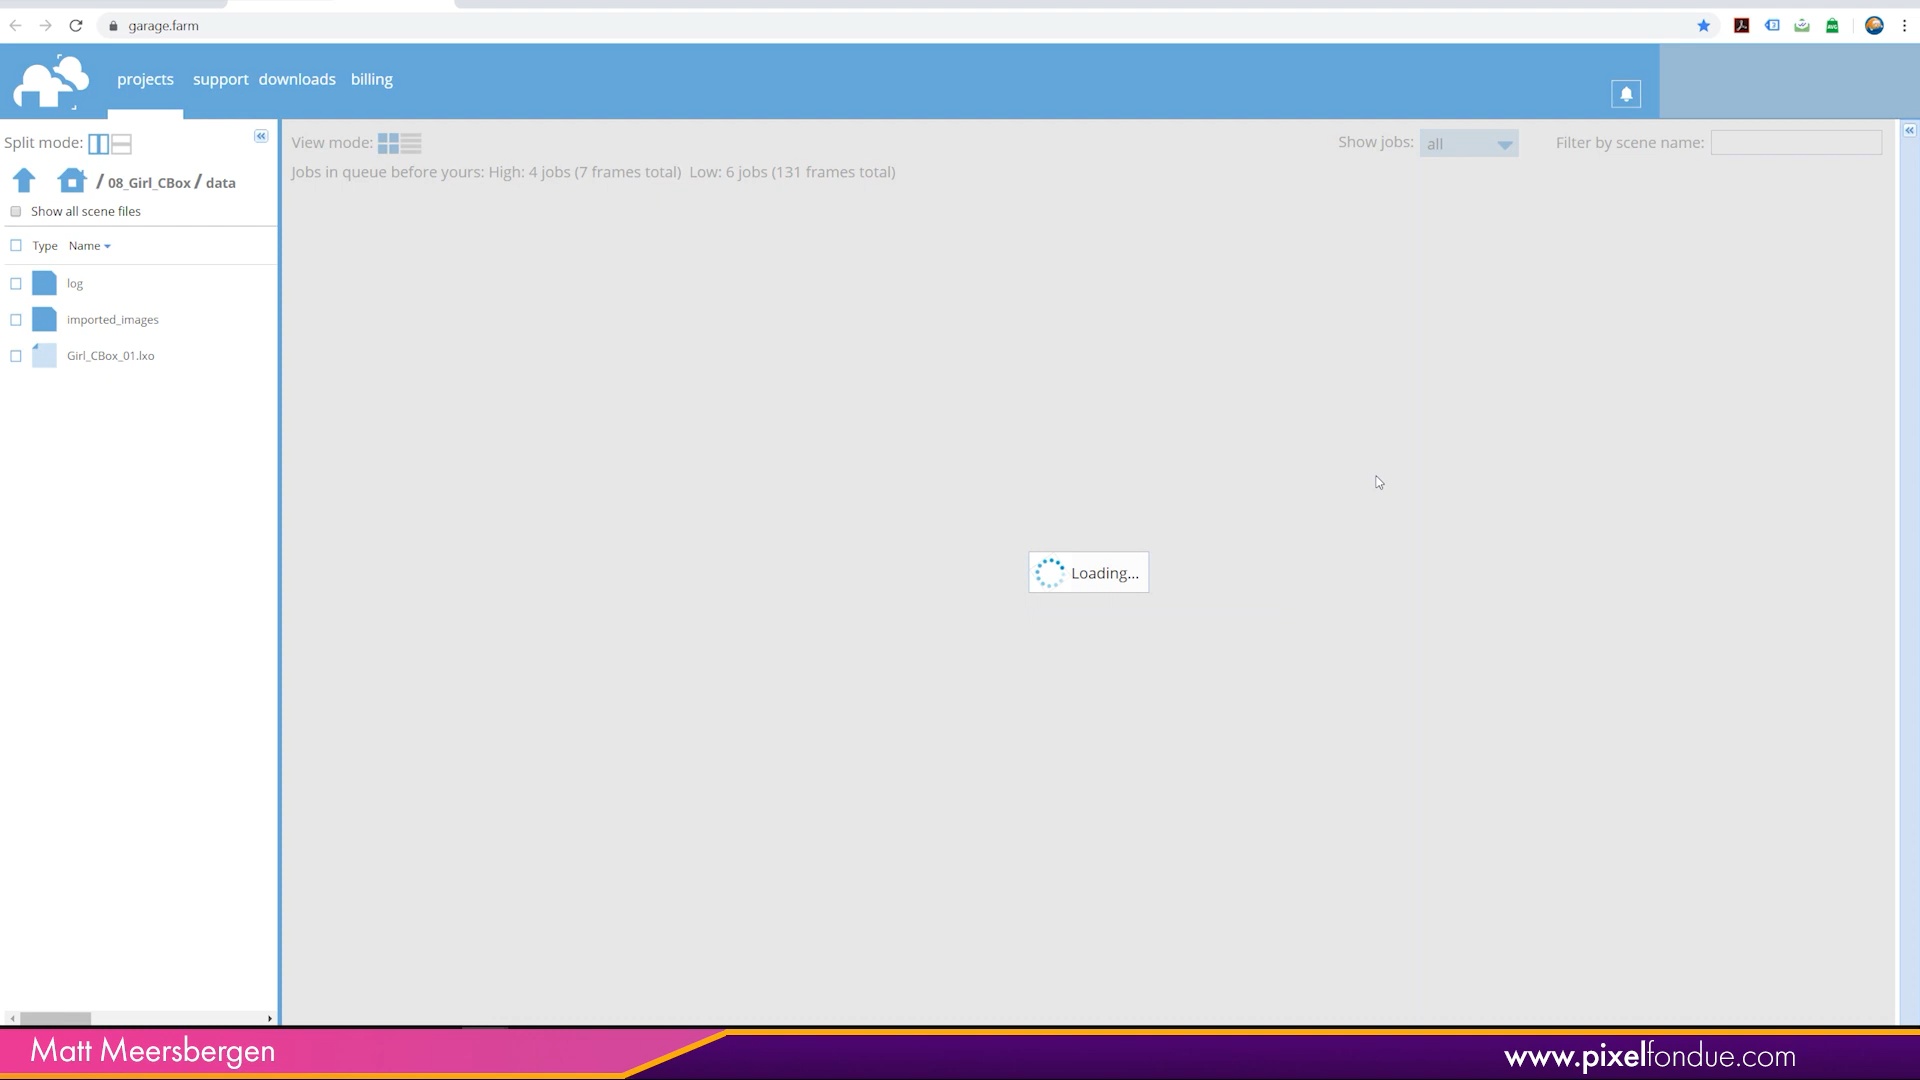 garage.farm
projects support downloads billing
Split mode:
/ 08_Girl_CBox / data
Show all scene files
Type Name
log
imported_images
Girl_CBox_01.lxo
View mode:
Show jobs: all Filter by scene name:
Jobs in queue before yours: High: 4 jobs (7 frames total) Low: 6 jobs (131 frames total)
Loading...
Matt Meersbergen
www.pixelfondue.com